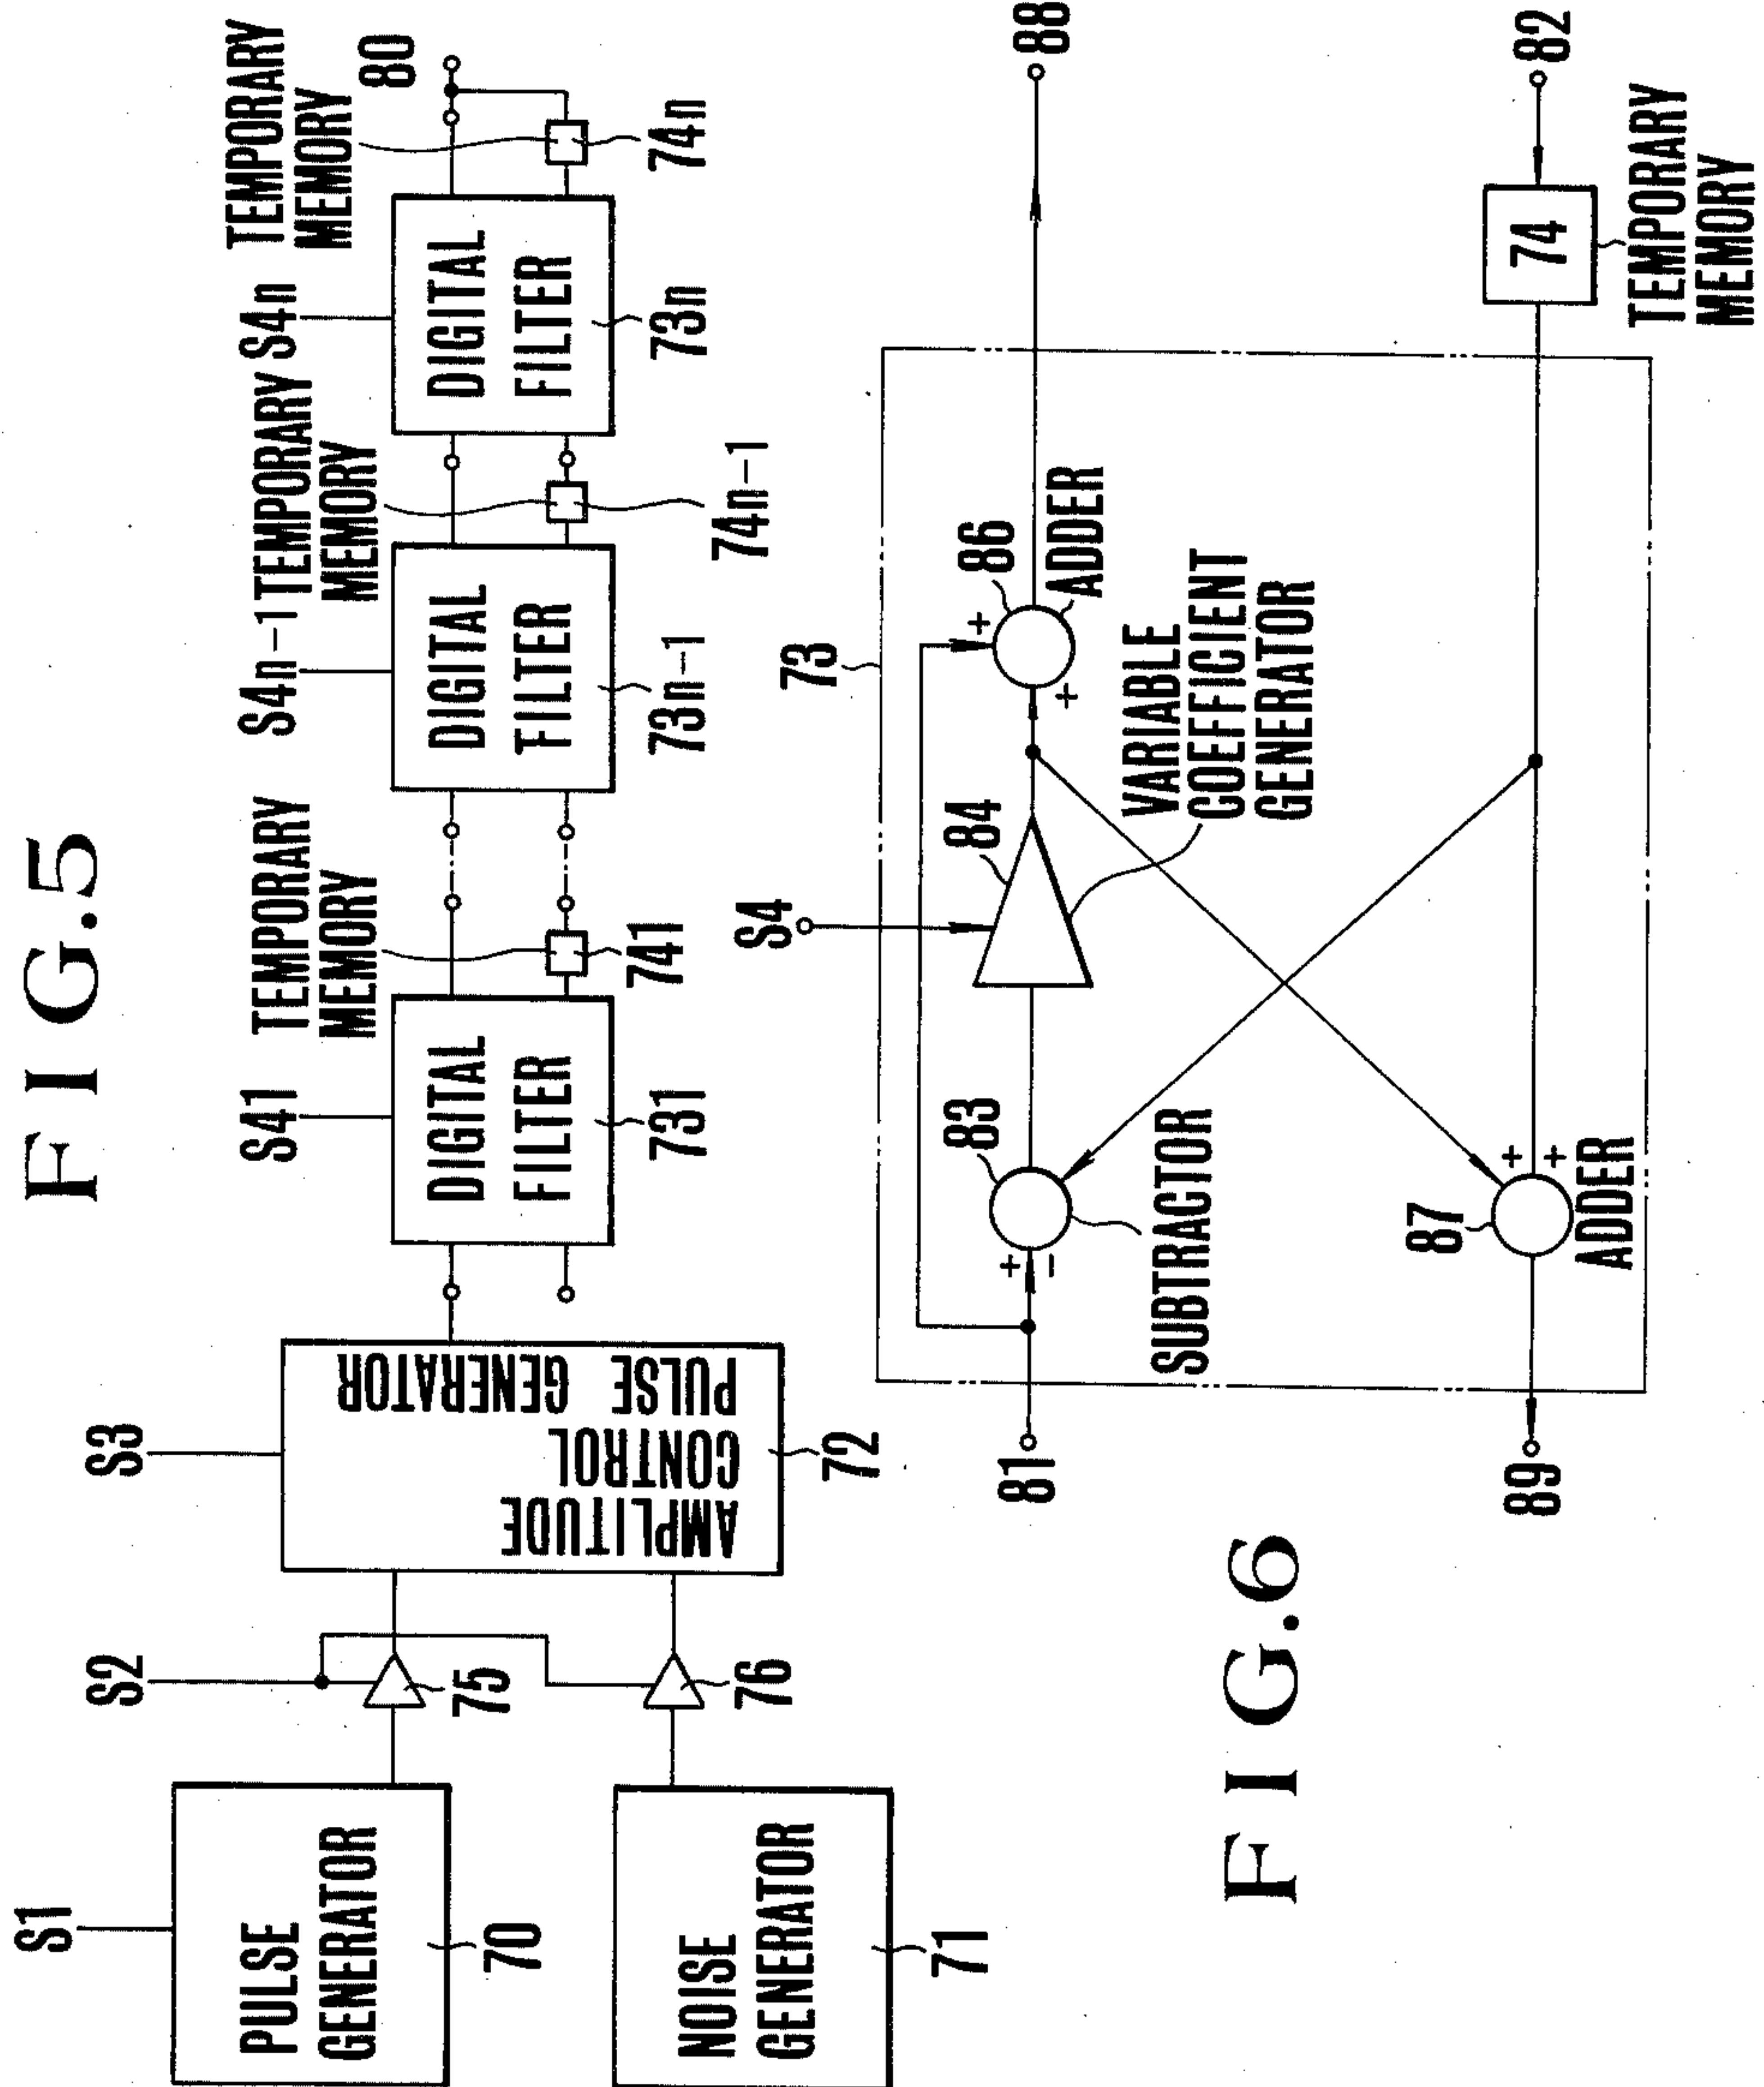 FIG.5
S1
PULSE
GENERATOR
70
NOISE
GENERATOR
71
S2
75
76
S3
AMPLITUDE
CONTROL
PULSE GENERATOR
72
S41
DIGITAL
FILTER
731
TEMPORARY
MEMORY
741
S4n-1
DIGITAL
FILTER
73n-1
TEMPORARY
MEMORY
74n-1
S4n
DIGITAL
FILTER
73n
TEMPORARY
MEMORY
74n
80
FIG.6
81
89
+
-
83
SUBTRACTOR
87
+
+
ADDER
S4
84
VARIABLE
COEFFICIENT
GENERATOR
73
+
+
86
ADDER
88
74
TEMPORARY
MEMORY
82